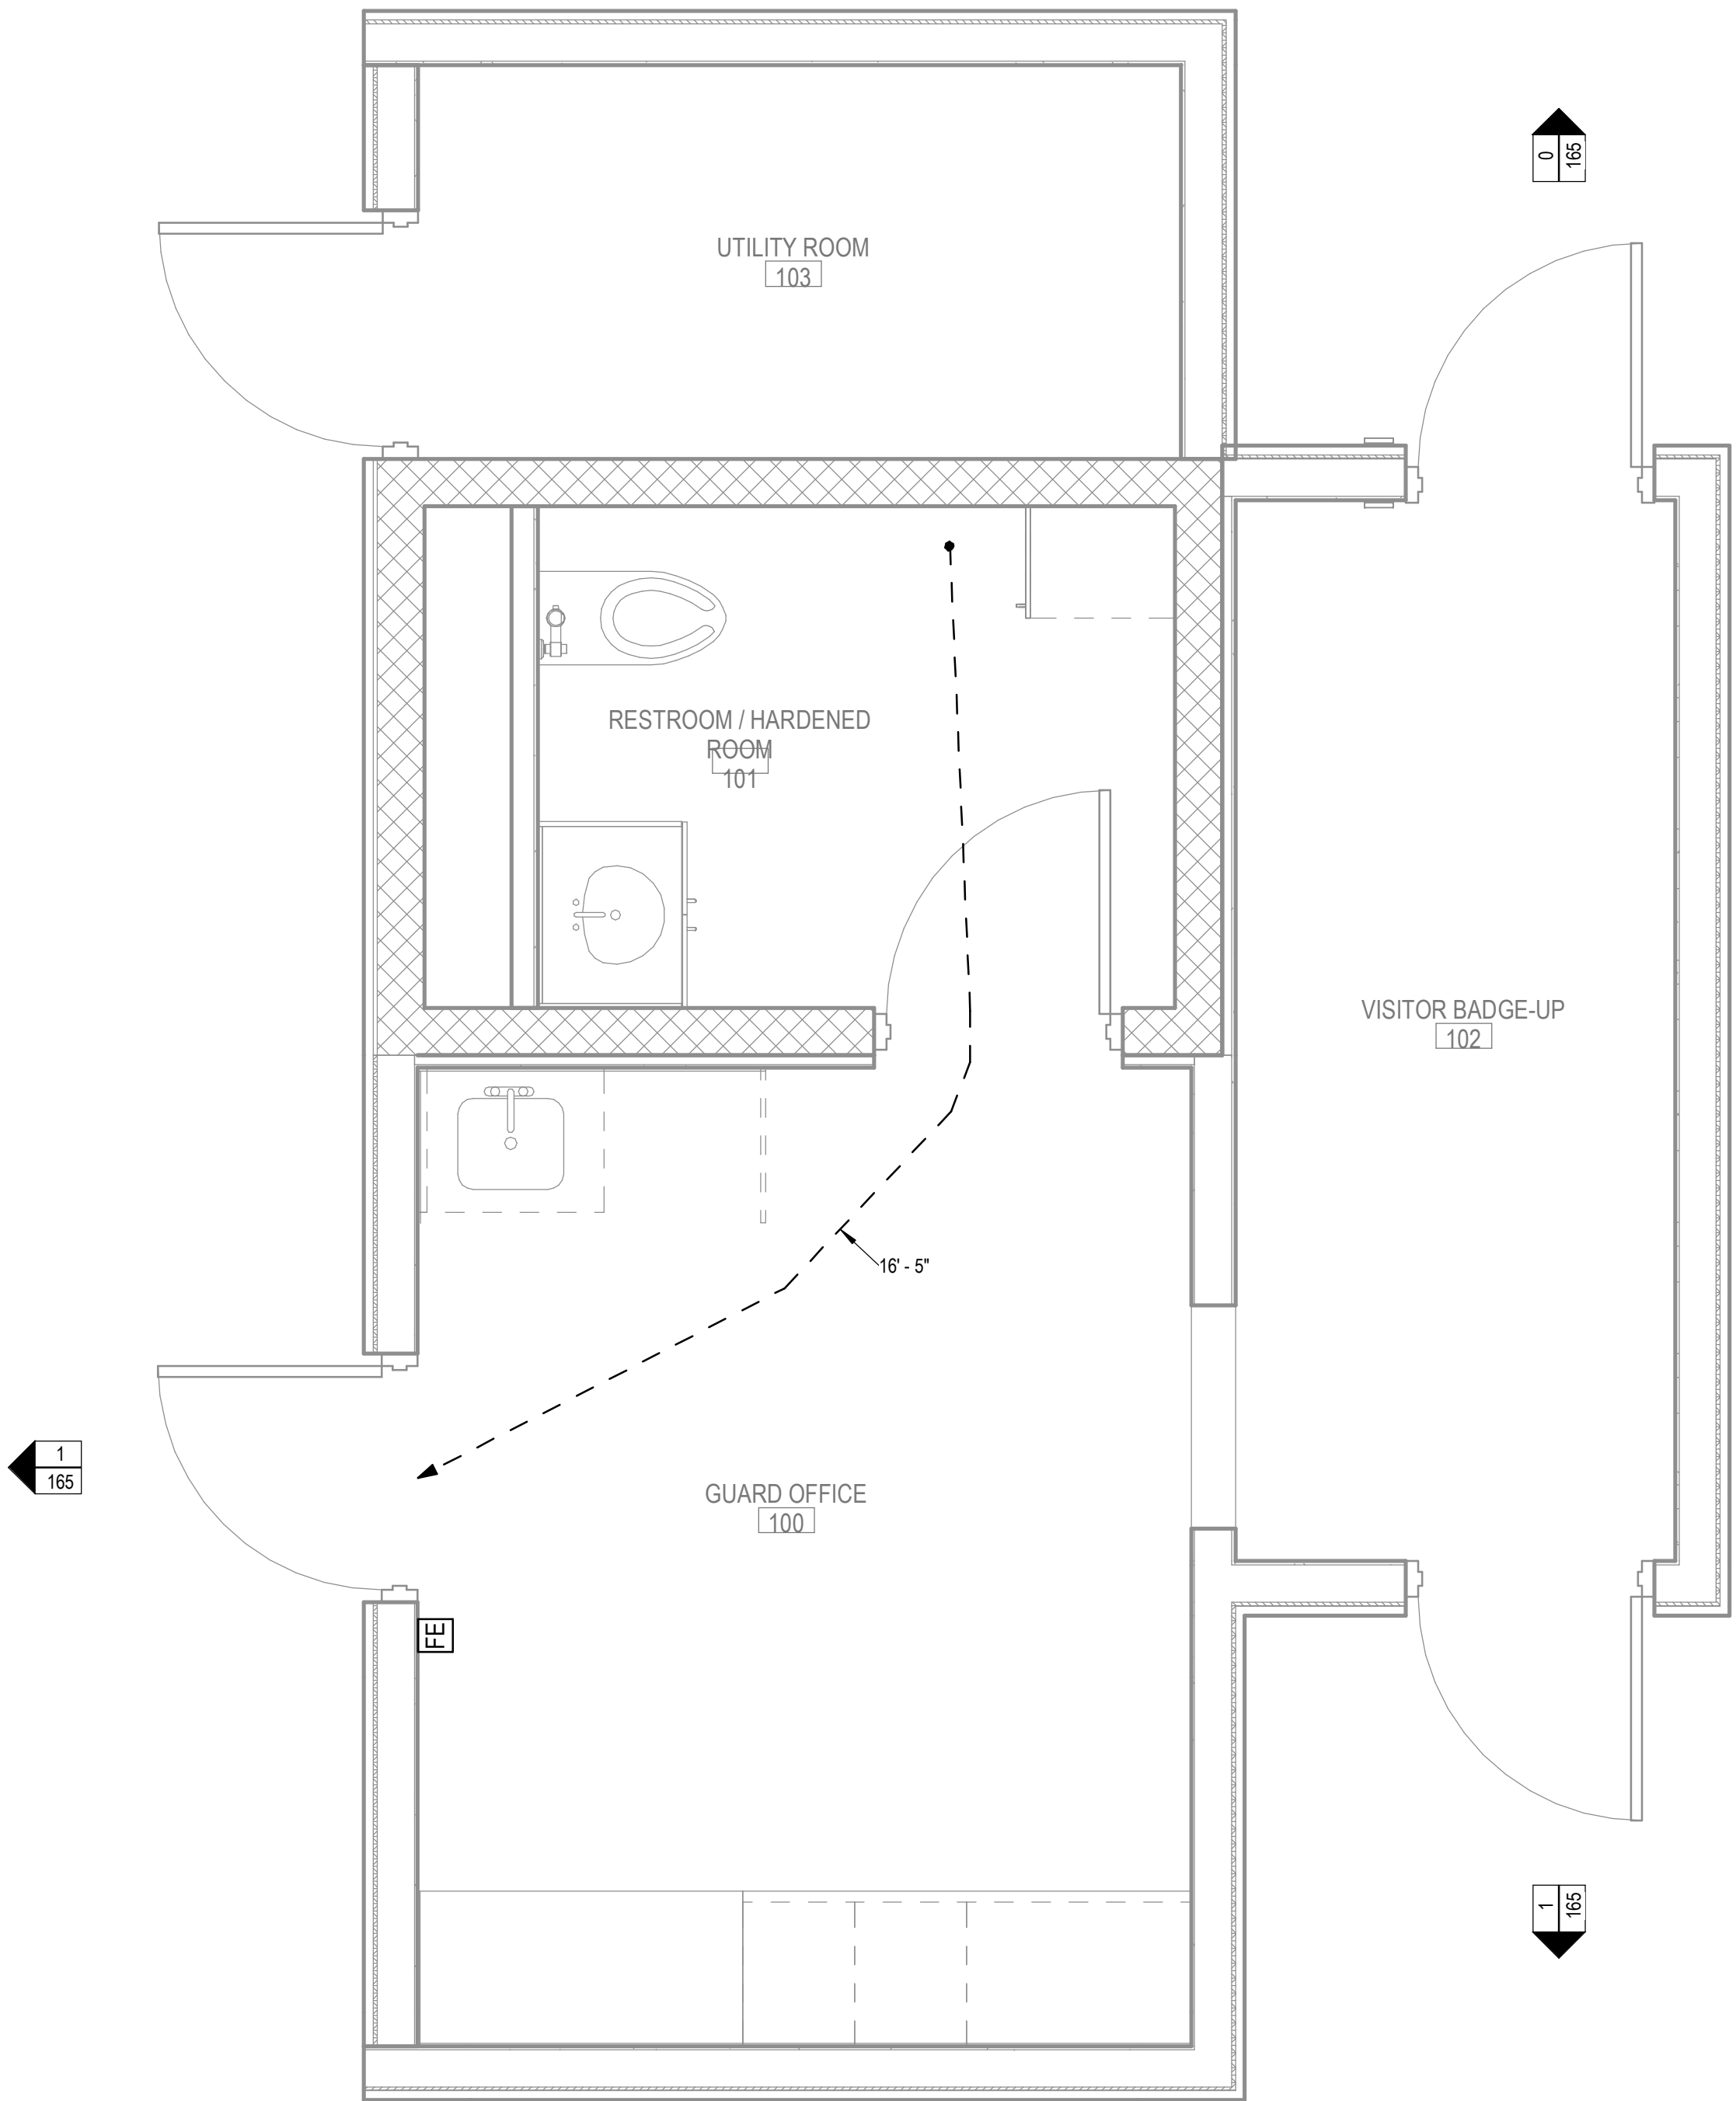 0
165
UTILITY ROOM
103
RESTROOM / HARDENED
ROOM
101
VISITOR BADGE-UP
102
16' - 5"
1
165
GUARD OFFICE
100
FE
1
165